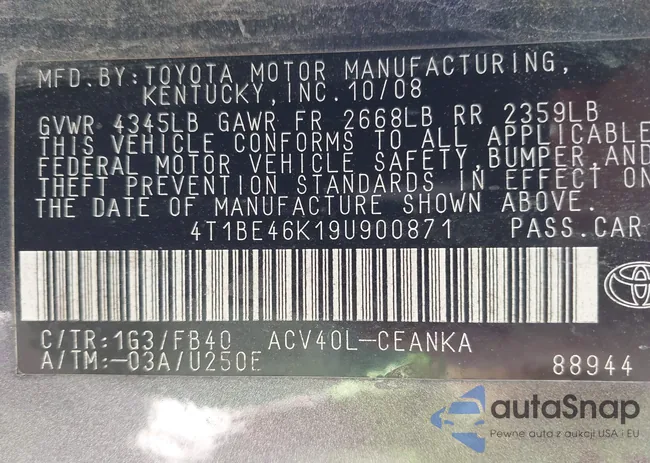 MFD. BY: TOYOTA MOTOR MANUFACTURING,
KENTUCKY, INC. 10/08
GVWR 4345LB GAWR FR 2668LB RR 2359LB
THIS VEHICLE CONFORMS TO ALL APPLICABLE
FEDERAL MOTOR VEHICLE SAFETY, BUMPER, AND
THEFT PREVENTION STANDARDS IN EFFECT ON
THE DATE OF MANUFACTURE SHOWN ABOVE.
4T1BE46K19U900871 PASS. CAR
C/TR: 1G3/FB40 ACV40L-CEANKA
A/TM: -03A/U250E
88944
autaSnap
Pewne auta z aukcji USA i EU